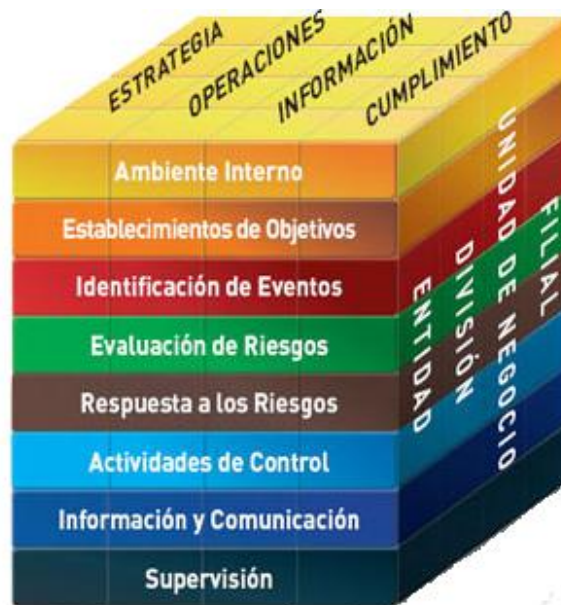 ESTRATEGIA
OPERACIONES
INFORMACIÓN
CUMPLIMIENTO
Ambiente Interno
Establecimientos de Objetivos
Identificación de Eventos
Evaluación de Riesgos
Respuesta a los Riesgos
Actividades de Control
Información y Comunicación
Supervisión
ENTIDAD
DIVISIÓN
UNIDAD DE NEGOCIO
FILIAL